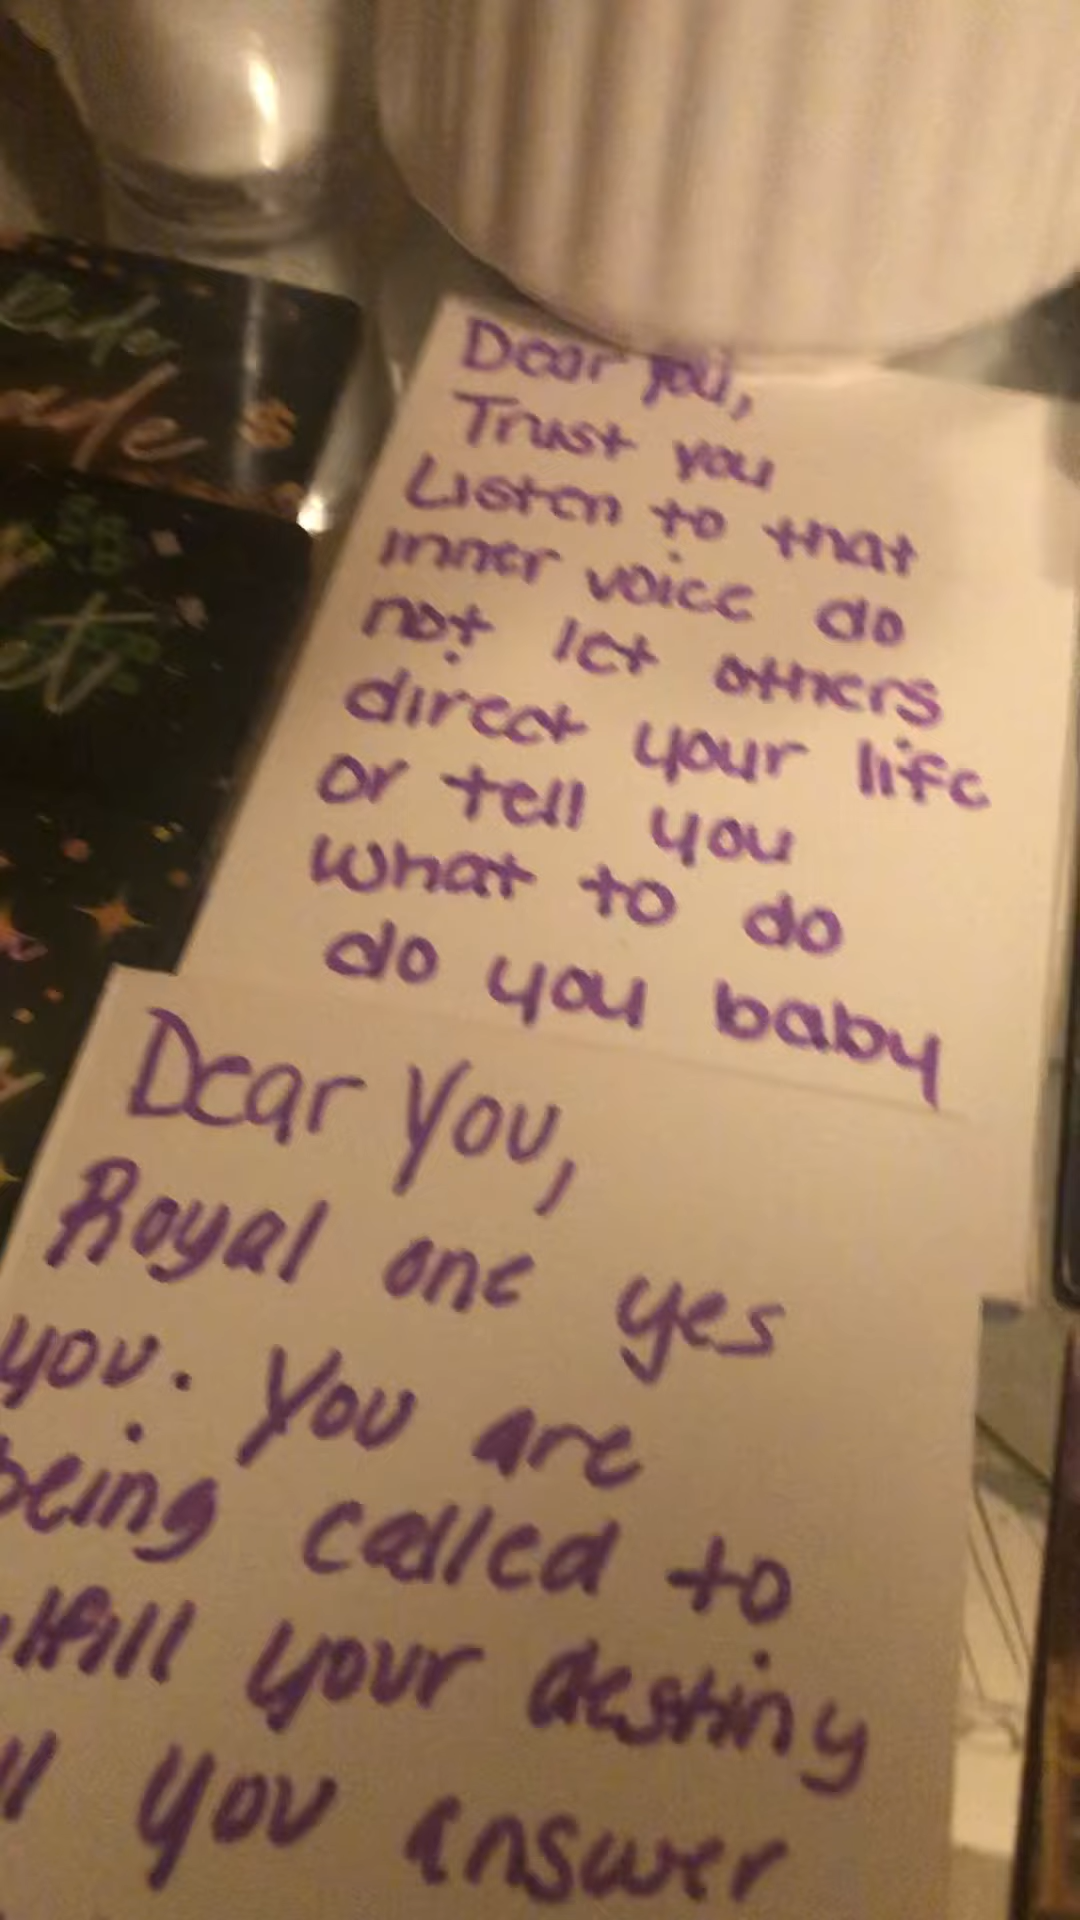 Dear you,
Trust you
Listen to that
inner voice do
not let others
direct your life
or tell you
what to do
do you baby
Dear You,
Royal one yes
you. You are
being called to
your destiny
you answer